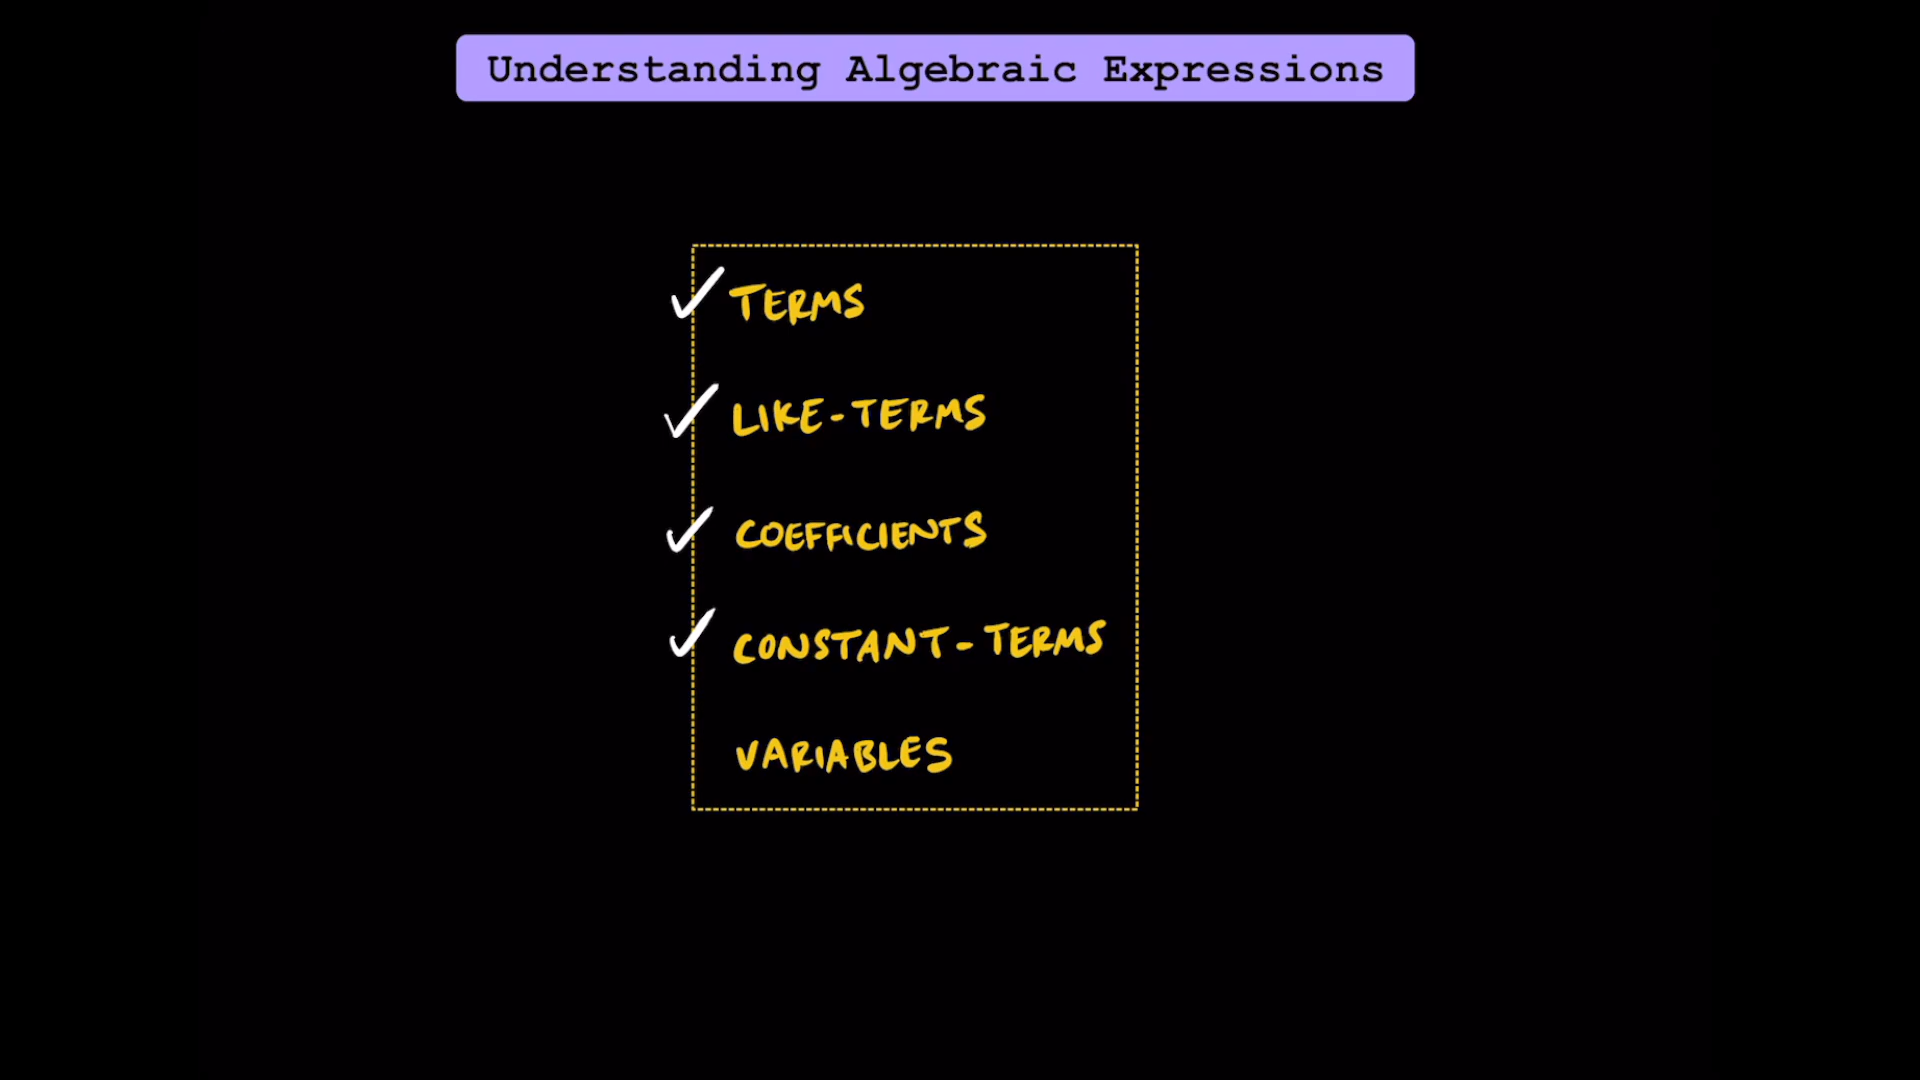 Understanding Algebraic Expressions
TERMS
LIKE-TERMS
COEFFICIENTS
CONSTANT-TERMS
VARIABLES